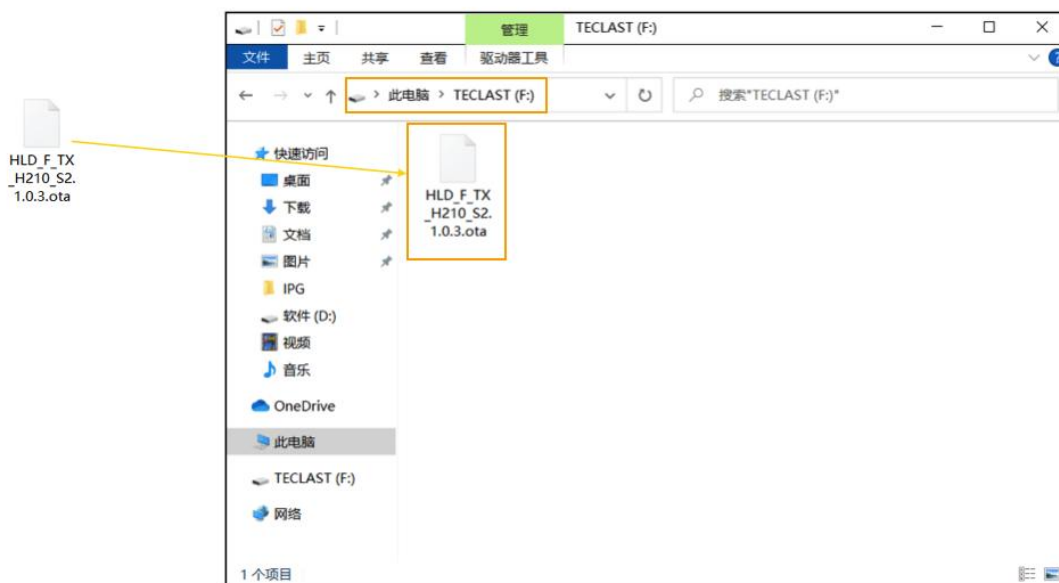 管理
TECLAST (F:)
文件
主页
共享
查看
驱动器工具
此电脑
TECLAST (F:)
搜索"TECLAST (F:)"
HLD_F_TX
_H210_S2.
1.0.3.ota
快速访问
桌面
下载
文档
图片
IPG
软件 (D:)
视频
音乐
OneDrive
此电脑
TECLAST (F:)
网络
HLD_F_TX
_H210_S2.
1.0.3.ota
1 个项目